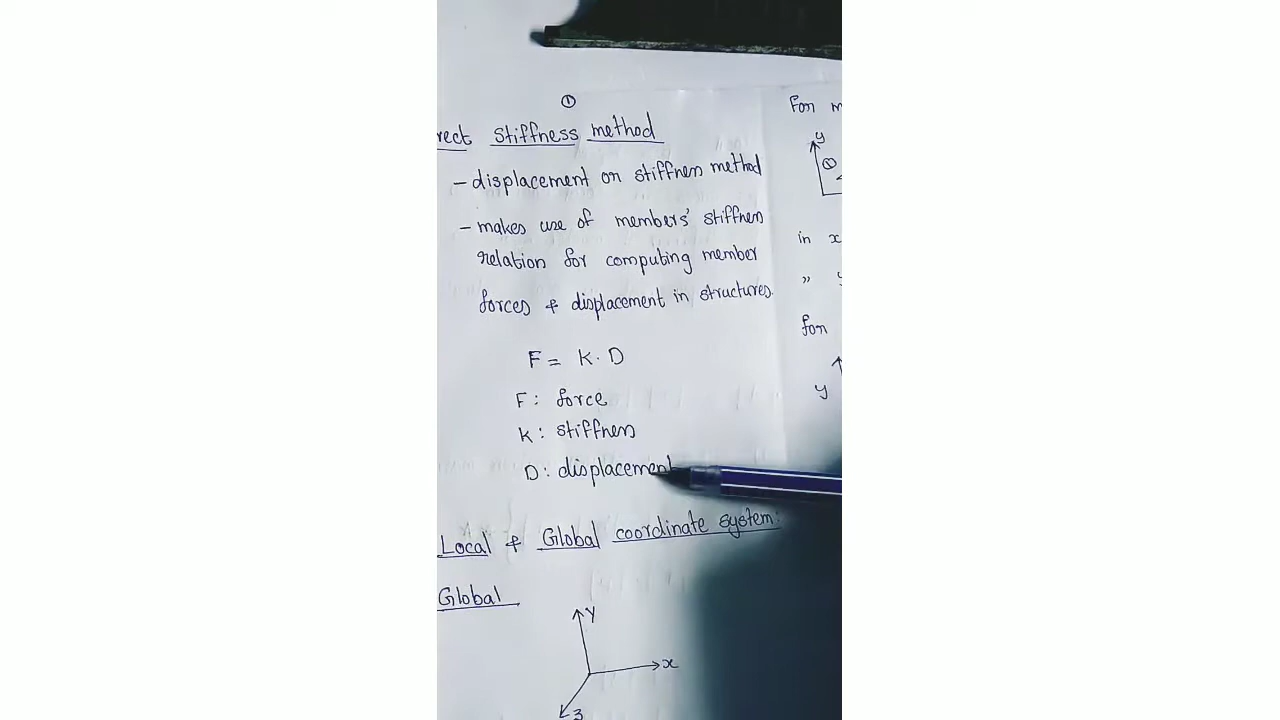 ①
rect stiffness method
- displacement or stiffness method
- makes use of members' stiffness
relation for computing member
forces & displacement in structures.
F = K. D
F: force
K: stiffness
D: displacement
Local & Global coordinate system:
Global
Y
x
3
For m
y
①
in x
"
for
y